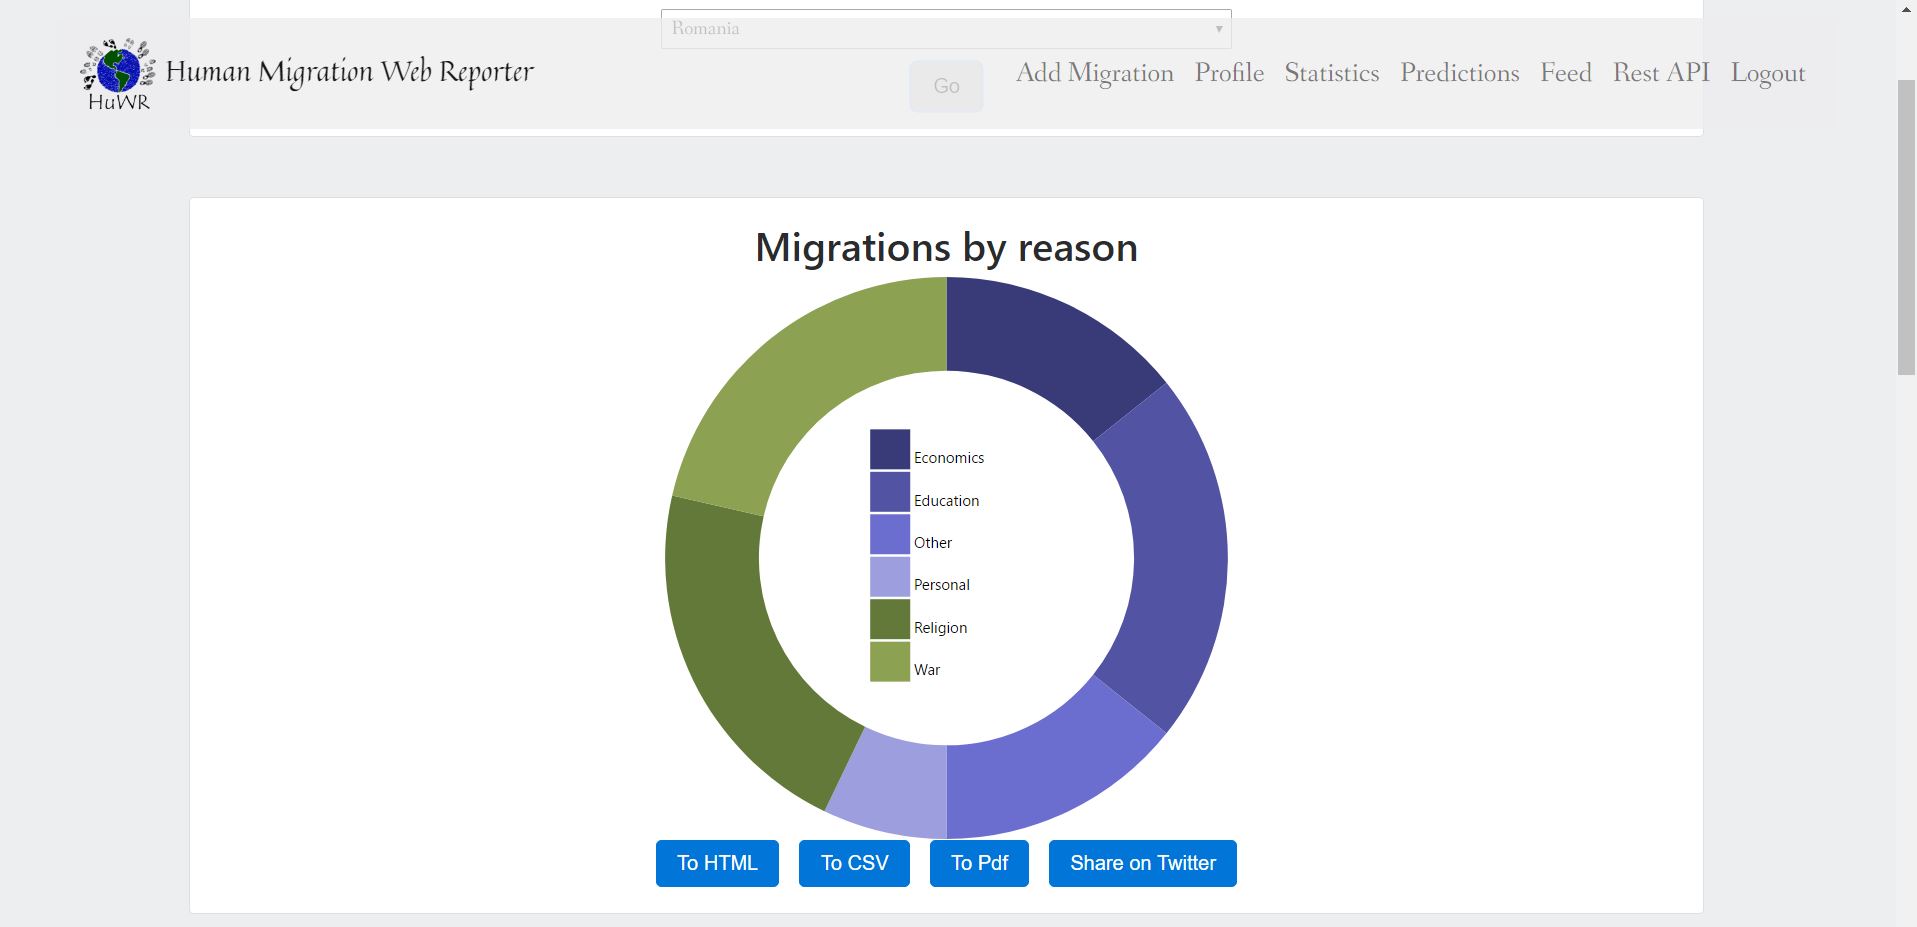 Romania
HuWR
Human Migration Web Reporter
Go
Add Migration
Profile
Statistics
Predictions
Feed
Rest API
Logout
Migrations by reason
Economics
Education
Other
Personal
Religion
War
To HTML
To CSV
To Pdf
Share on Twitter